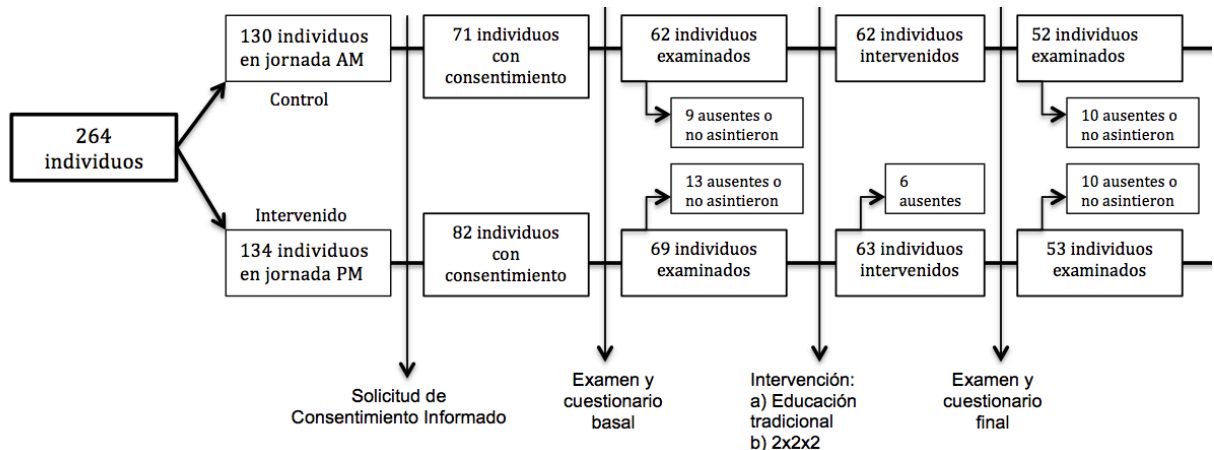 130 individuos
en jornada AM
Control
71 individuos
con
consentimiento
62 individuos
examinados
9 ausentes o
no asintieron
62 individuos
intervenidos
52 individuos
examinados
10 ausentes o
no asintieron
264
individuos
Intervenido
134 individuos
en jornada PM
82 individuos
con
consentimiento
13 ausentes o
no asintieron
69 individuos
examinados
6
ausentes
63 individuos
intervenidos
10 ausentes o
no asintieron
53 individuos
examinados
Solicitud de
Consentimiento Informado
Examen y
cuestionario
basal
Intervención:
a) Educación
tradicional
b) 2x2x2
Examen y
cuestionario
final